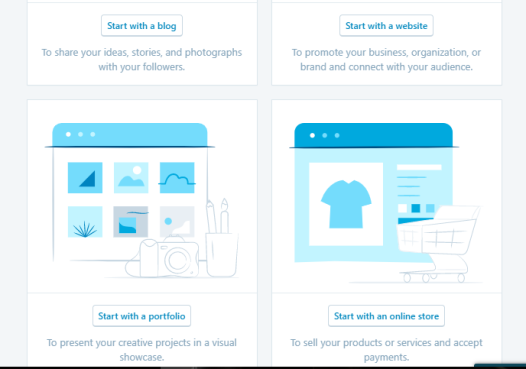 Start with a blog
To share your ideas, stories, and photographs
with your followers.
Start with a website
To promote your business, organization, or
brand and connect with your audience.
Start with a portfolio
To present your creative projects in a visual
showcase.
Start with an online store
To sell your products or services and accept
payments.